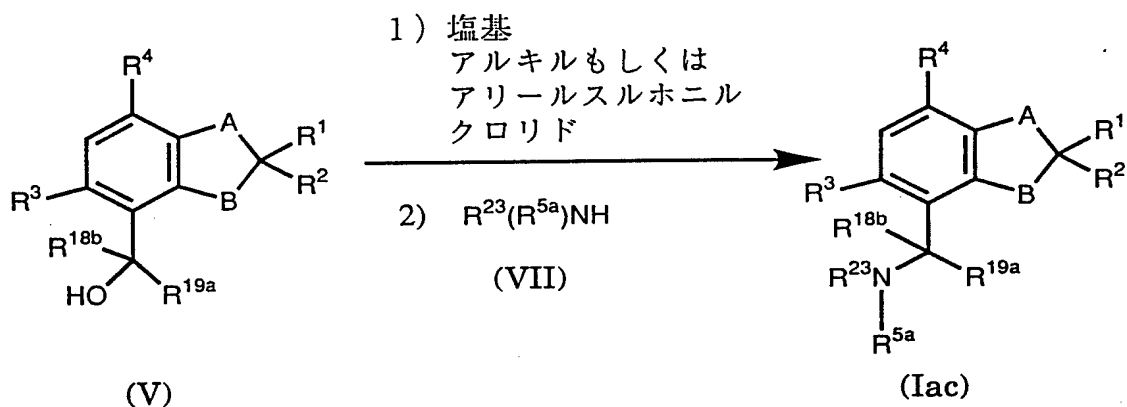 1）塩基
アルキルもしくは
アリールスルホニル
クロリド
2) R²³(R⁵ᵃ)NH
(VII)
R⁴
A
R¹
R²
B
R³
R¹⁸ᵇ
HO
R¹⁹ᵃ
(V)
R⁴
A
R¹
R²
B
R³
R¹⁸ᵇ
R¹⁹ᵃ
R²³
N
R⁵ᵃ
(Iac)